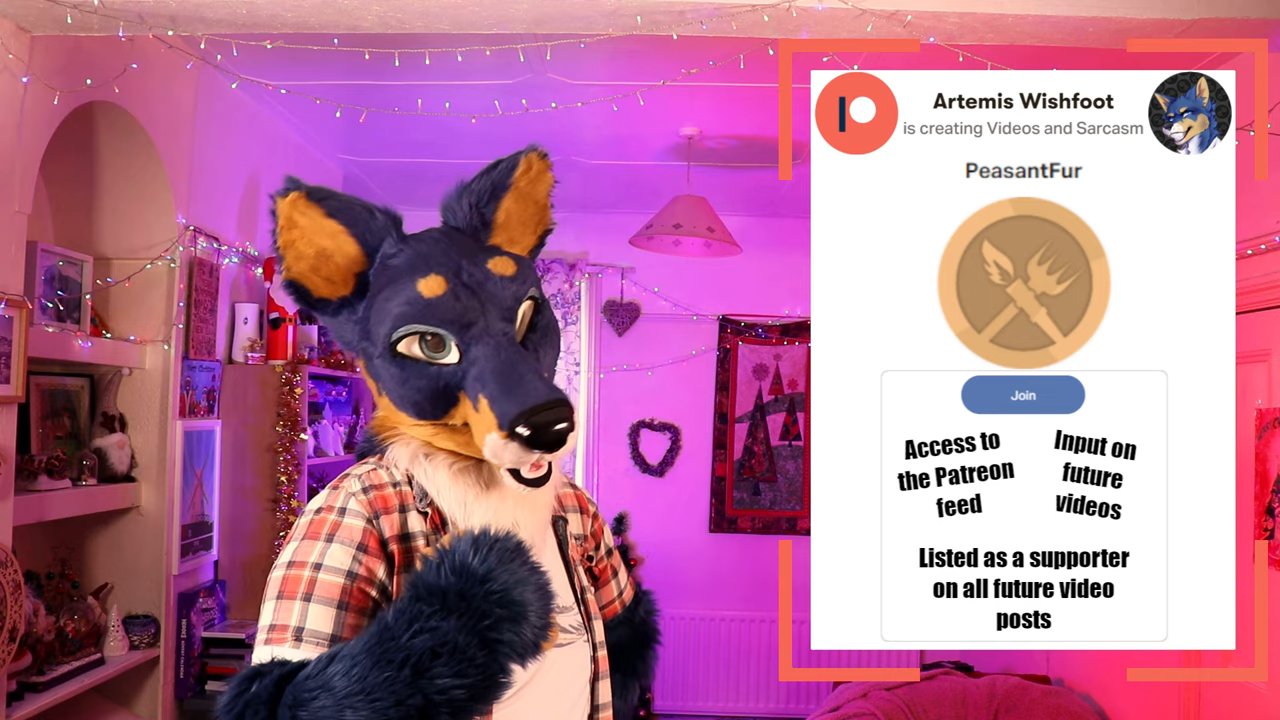 Artemis Wishfoot
is creating Videos and Sarcasm
PeasantFur
Join
Access to
the Patreon
feed
Input on
future
videos
Listed as a supporter
on all future video
posts